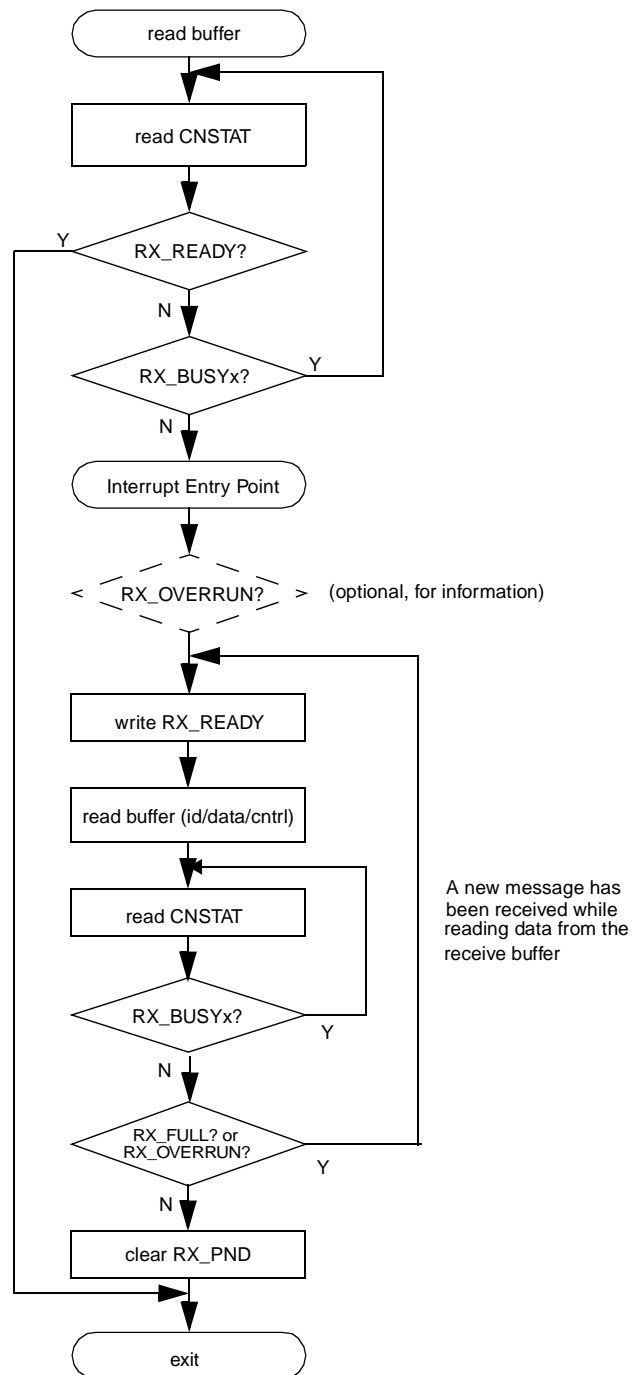 read buffer
read CNSTAT
Y
RX_READY?
N
RX_BUSYx?
Y
N
Interrupt Entry Point
RX_OVERRUN?
(optional, for information)
write RX_READY
read buffer (id/data/cntrl)
read CNSTAT
A new message has
been received while
reading data from the
receive buffer
RX_BUSYx?
Y
N
RX_FULL? or
RX_OVERRUN?
Y
N
clear RX_PND
exit